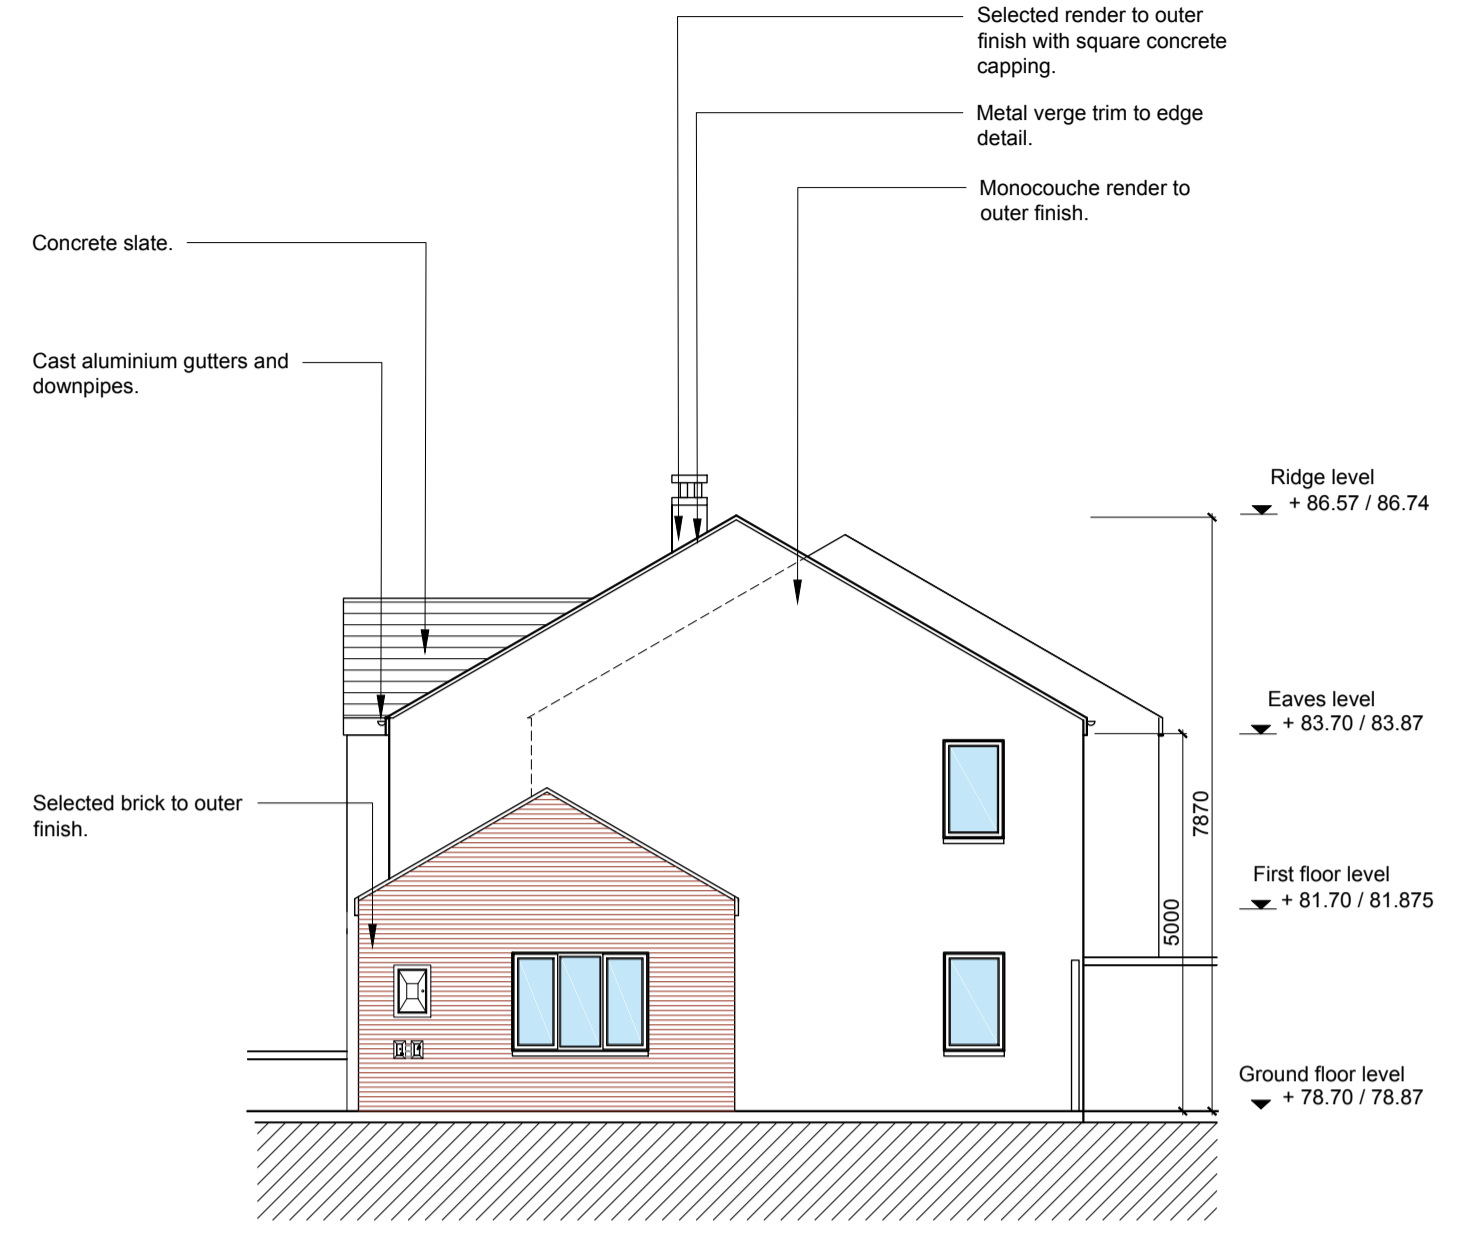 Selected render to outer
finish with square concrete
capping.
Metal verge trim to edge
detail.
Monocouche render to
outer finish.
Concrete slate.
Cast aluminium gutters and
downpipes.
Selected brick to outer
finish.
Ridge level
+ 86.57 / 86.74
Eaves level
+ 83.70 / 83.87
7870
First floor level
+ 81.70 / 81.875
5000
Ground floor level
+ 78.70 / 78.87